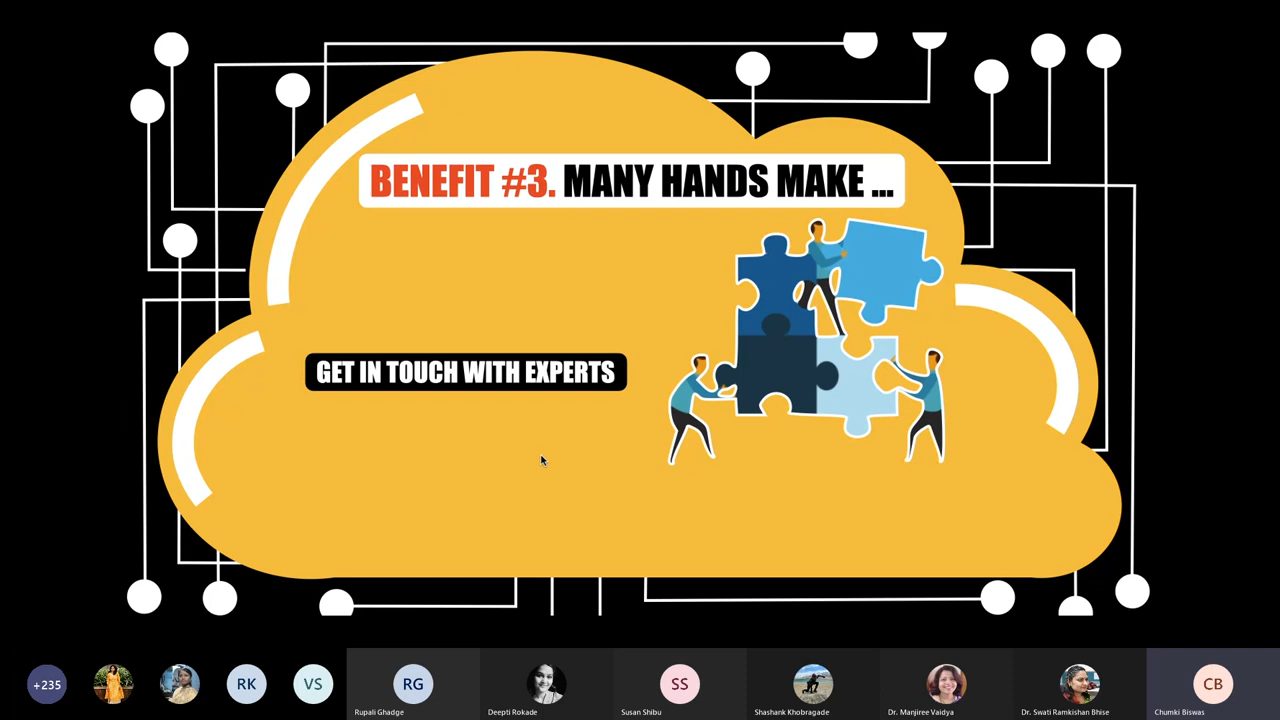 BENEFIT #3. MANY HANDS MAKE ...
GET IN TOUCH WITH EXPERTS
+235
RK
VS
RG
SS
CB
Rupali Ghadge
Deepti Rokade
Susan Shibu
Shashank Khobragade
Dr. Manjiree Vaidya
Dr. Swati Ramkishan Bhise
Chumki Biswas